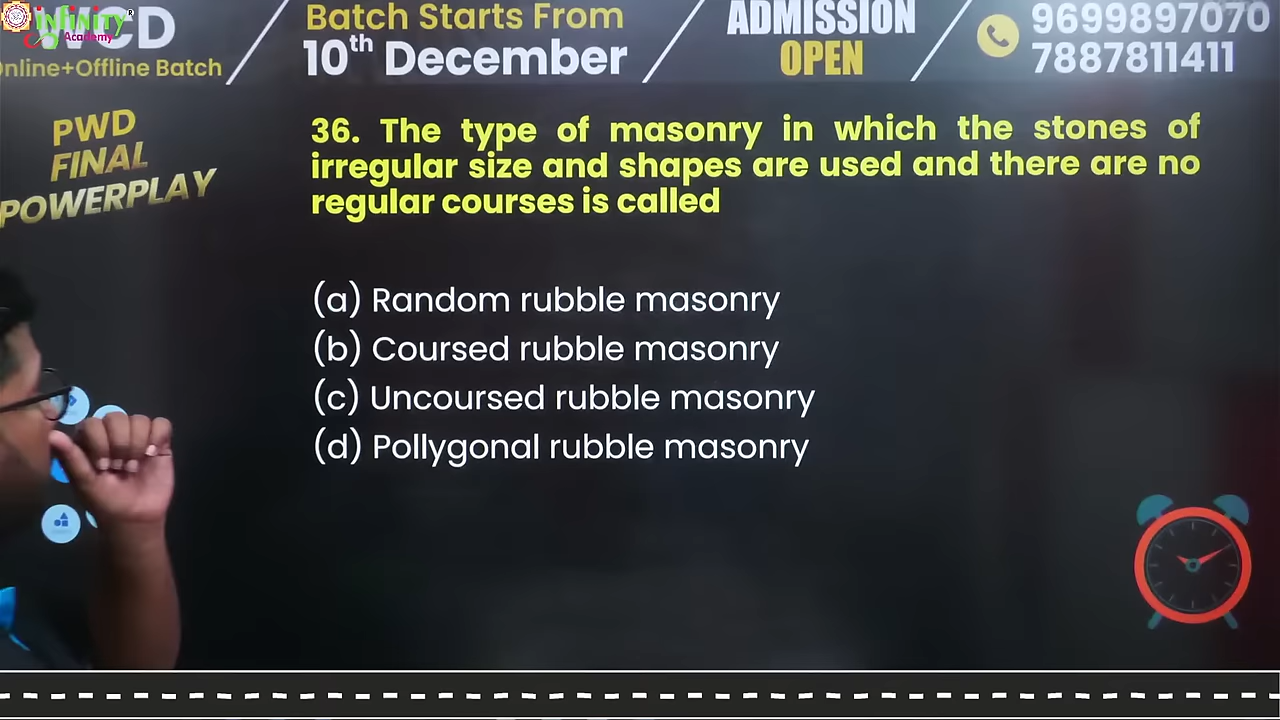 infinity
Academy
CD
Online+Offline Batch
Batch Starts From
10th December
ADMISSION
OPEN
9699897070
7887811411
PWD
FINAL
POWERPLAY
36. The type of masonry in which the stones of
irregular size and shapes are used and there are no
regular courses is called
(a) Random rubble masonry
(b) Coursed rubble masonry
(c) Uncoursed rubble masonry
(d) Pollygonal rubble masonry